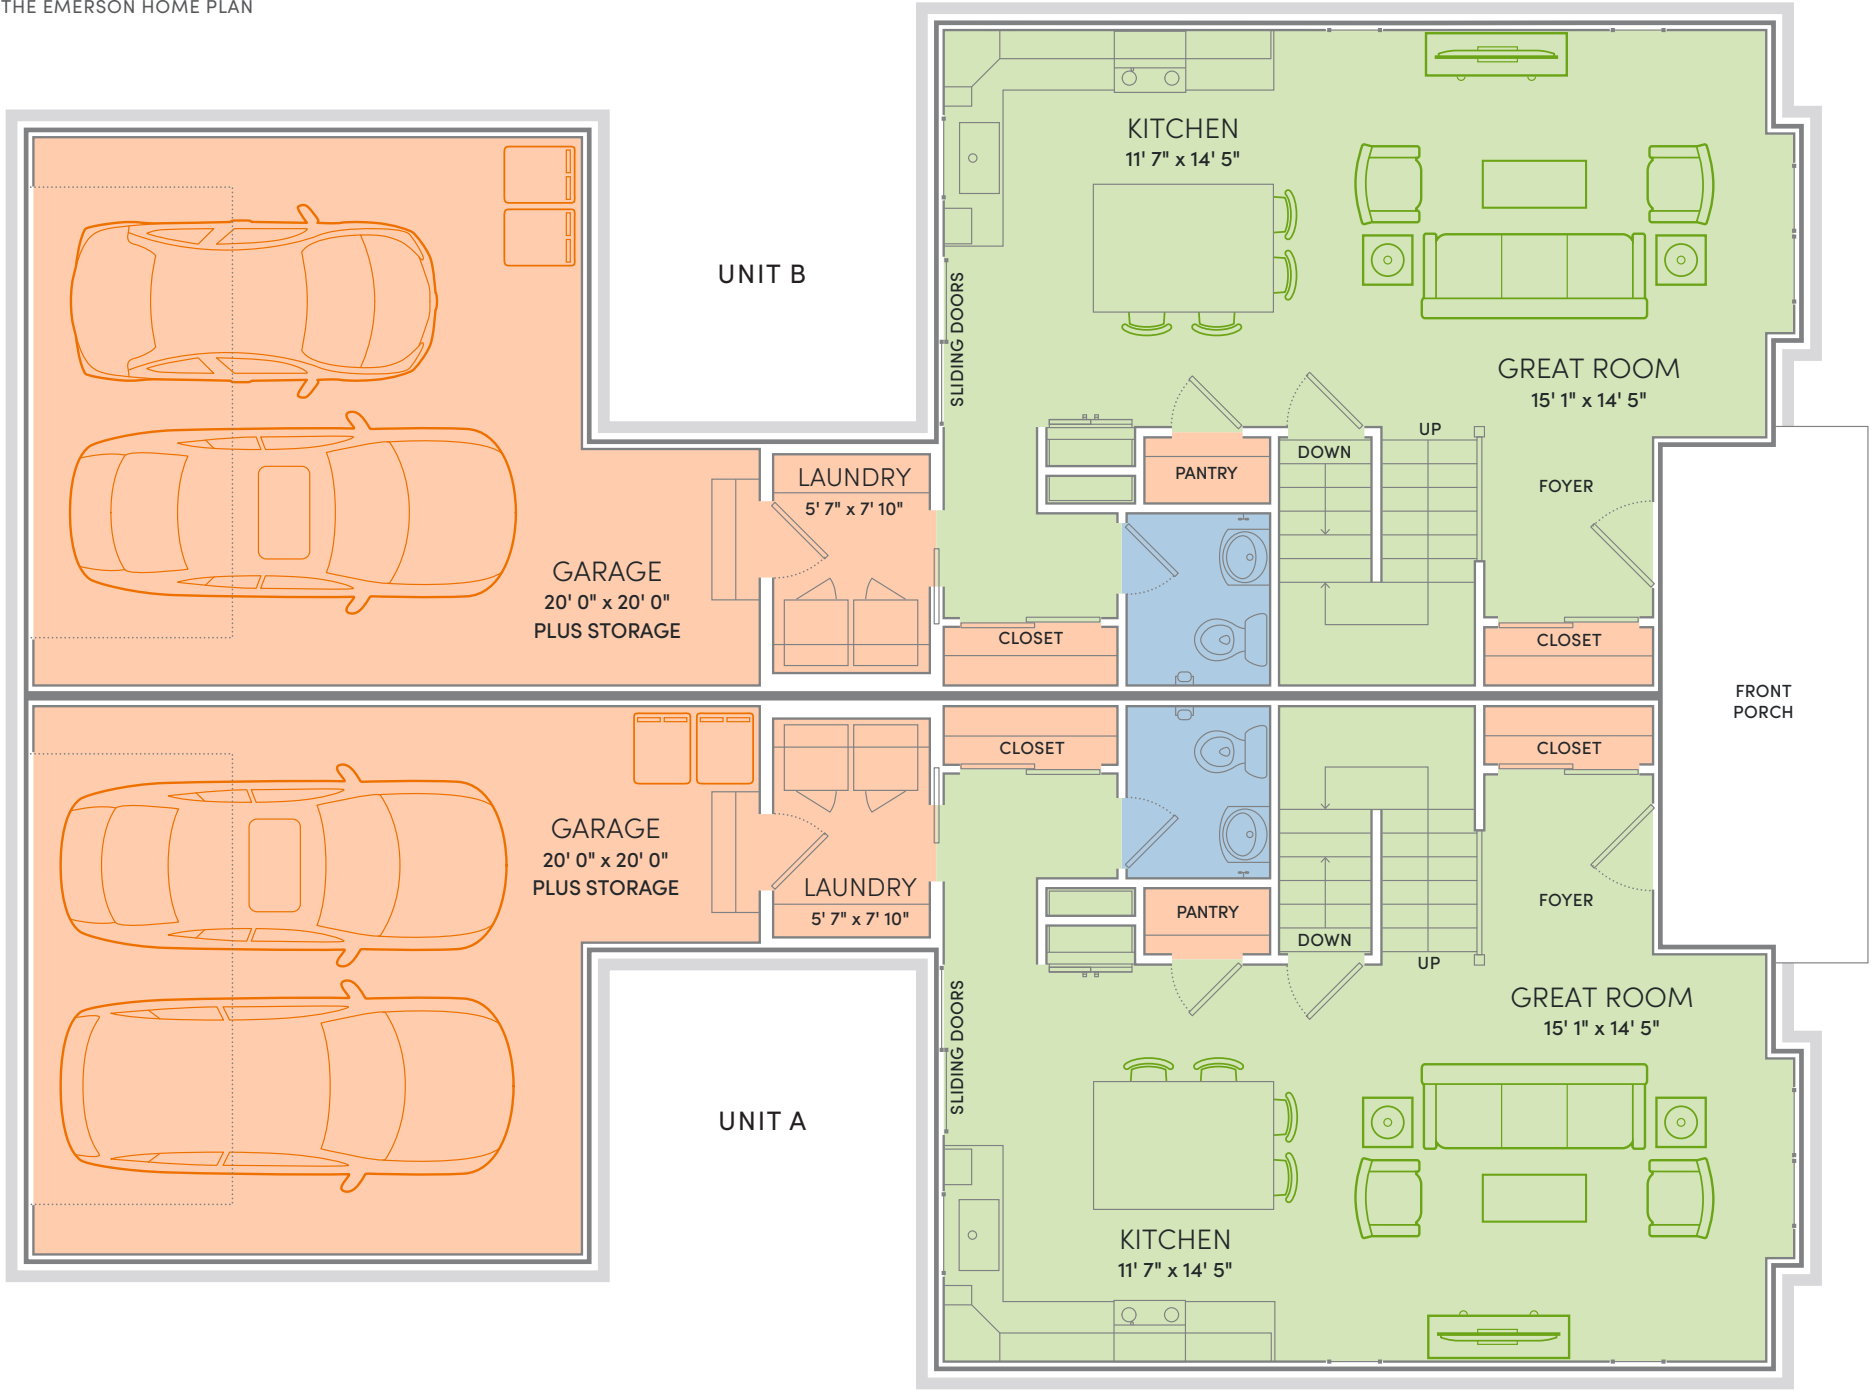 THE EMERSON HOME PLAN
KITCHEN
11' 7" x 14' 5"
UNIT B
SLIDING DOORS
GREAT ROOM
15' 1" x 14' 5"
UP
DOWN
LAUNDRY
5' 7" x 7' 10"
PANTRY
FOYER
GARAGE
20' 0" x 20' 0"
PLUS STORAGE
CLOSET
CLOSET
FRONT
PORCH
CLOSET
CLOSET
GARAGE
20' 0" x 20' 0"
PLUS STORAGE
LAUNDRY
5' 7" x 7' 10"
PANTRY
FOYER
DOWN
UP
SLIDING DOORS
GREAT ROOM
15' 1" x 14' 5"
UNIT A
KITCHEN
11' 7" x 14' 5"